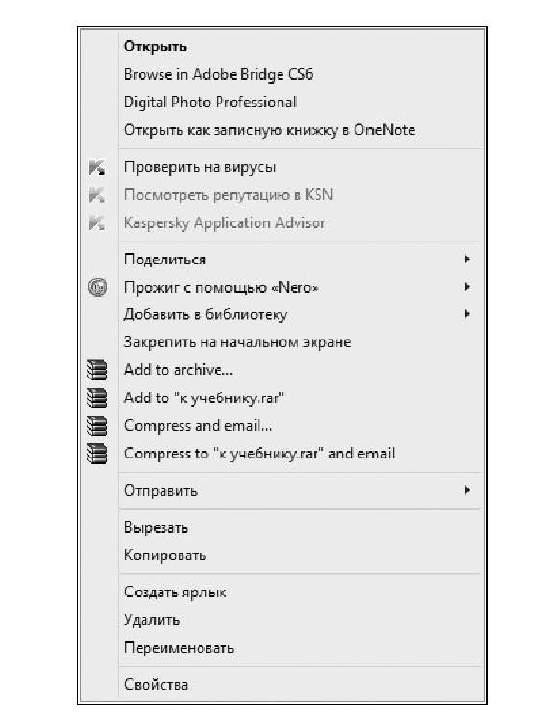 Открыть
Browse in Adobe Bridge CS6
Digital Photo Professional
Открыть как записную книжку в OneNote
Проверить на вирусы
Посмотреть репутацию в KSN
Kaspersky Application Advisor
Поделиться
Прожиг с помощью «Nero»
Добавить в библиотеку
Закрепить на начальном экране
Add to archive...
Add to "к учебнику.rar"
Compress and email...
Compress to "к учебнику.rar" and email
Отправить
Вырезать
Копировать
Создать ярлык
Удалить
Переименовать
Свойства